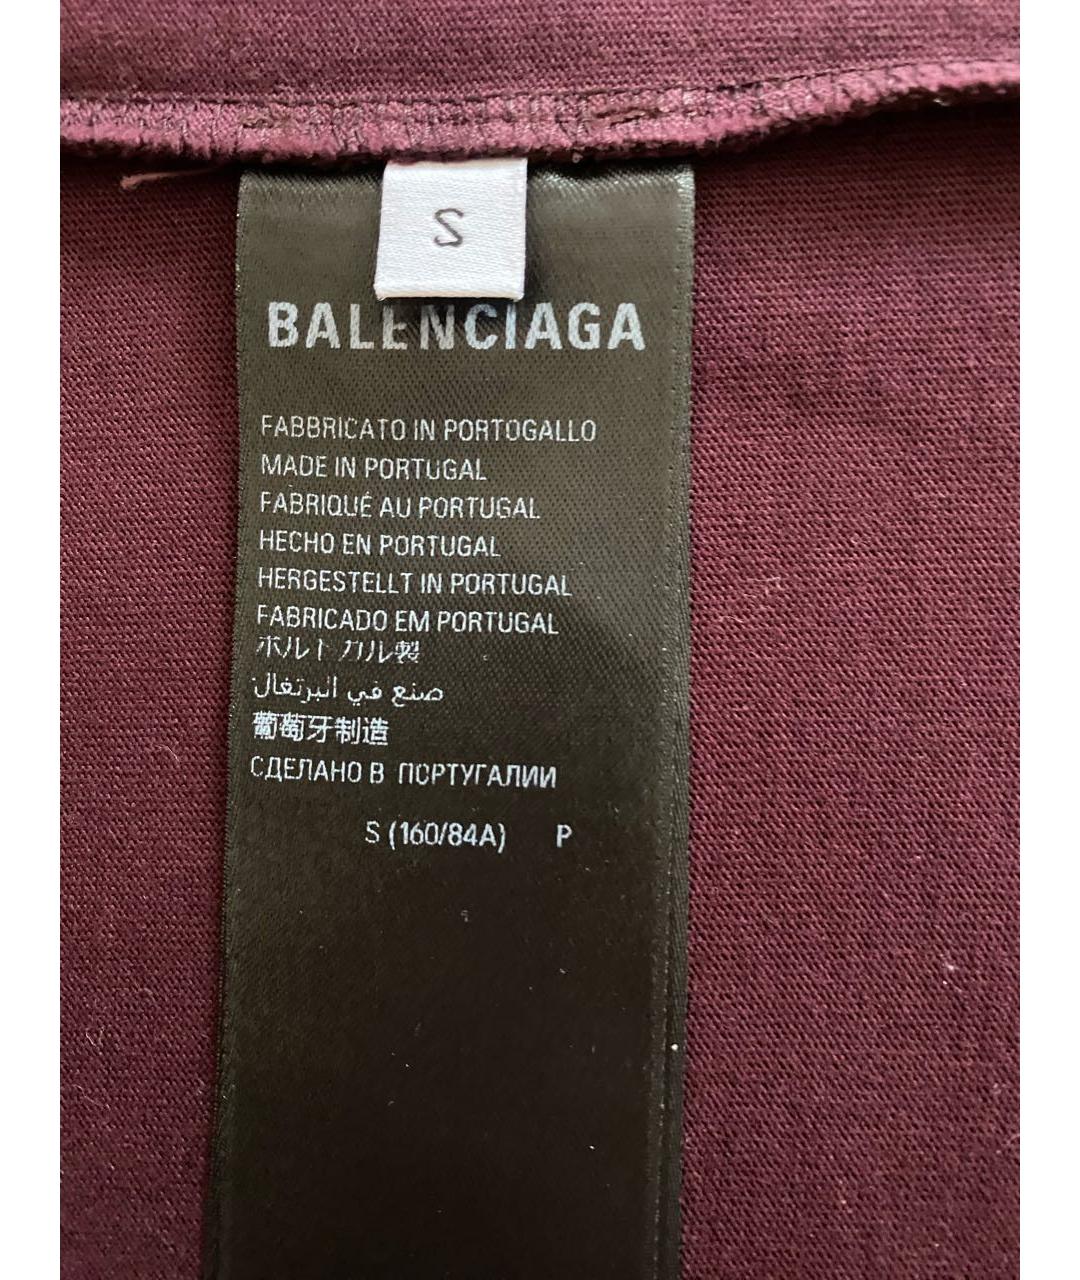 S
BALENCIAGA
FABBRICATO IN PORTOGALLO
MADE IN PORTUGAL
FABRIQUÉ AU PORTUGAL
HECHO EN PORTUGAL
HERGESTELLT IN PORTUGAL
FABRICADO EM PORTUGAL
ポルトガル製
صنع في البرتغال
葡萄牙制造
СДЕЛАНО В ПОРТУГАЛИИ
S (160/84A) P